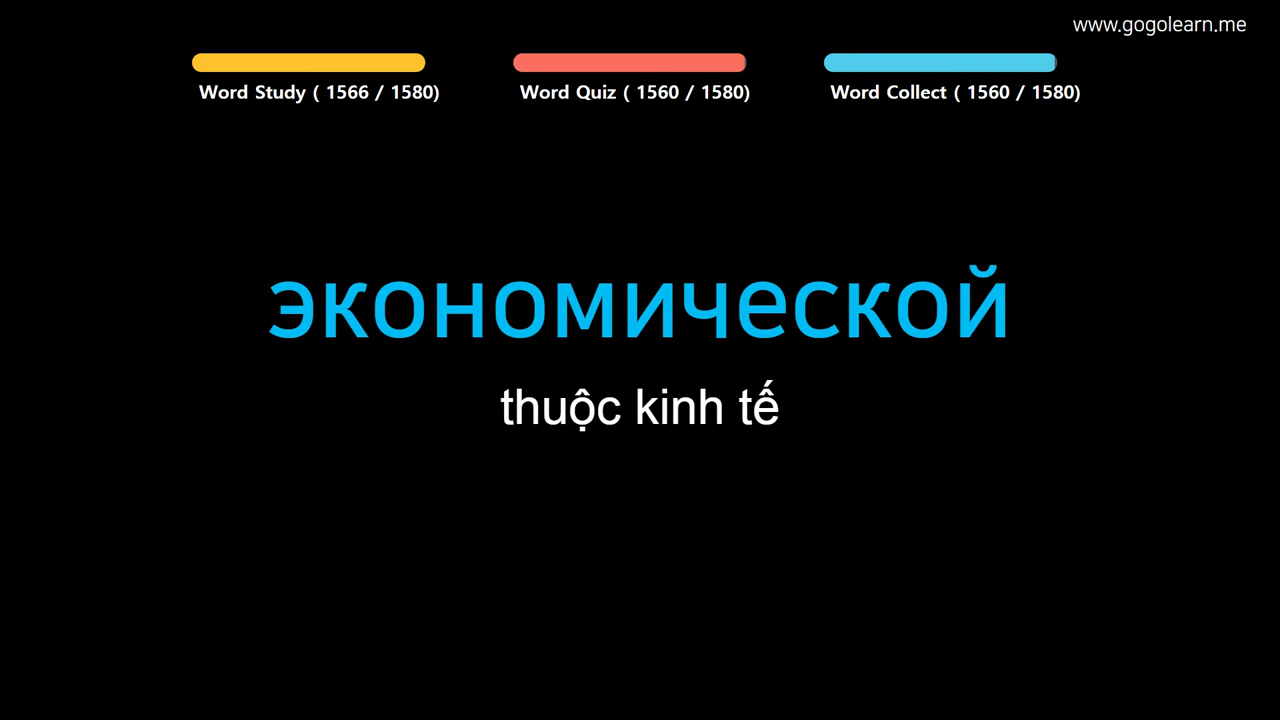 www.gogolearn.me
Word Study ( 1566 / 1580)
Word Quiz ( 1560 / 1580)
Word Collect ( 1560 / 1580)
экономической
thuộc kinh tế